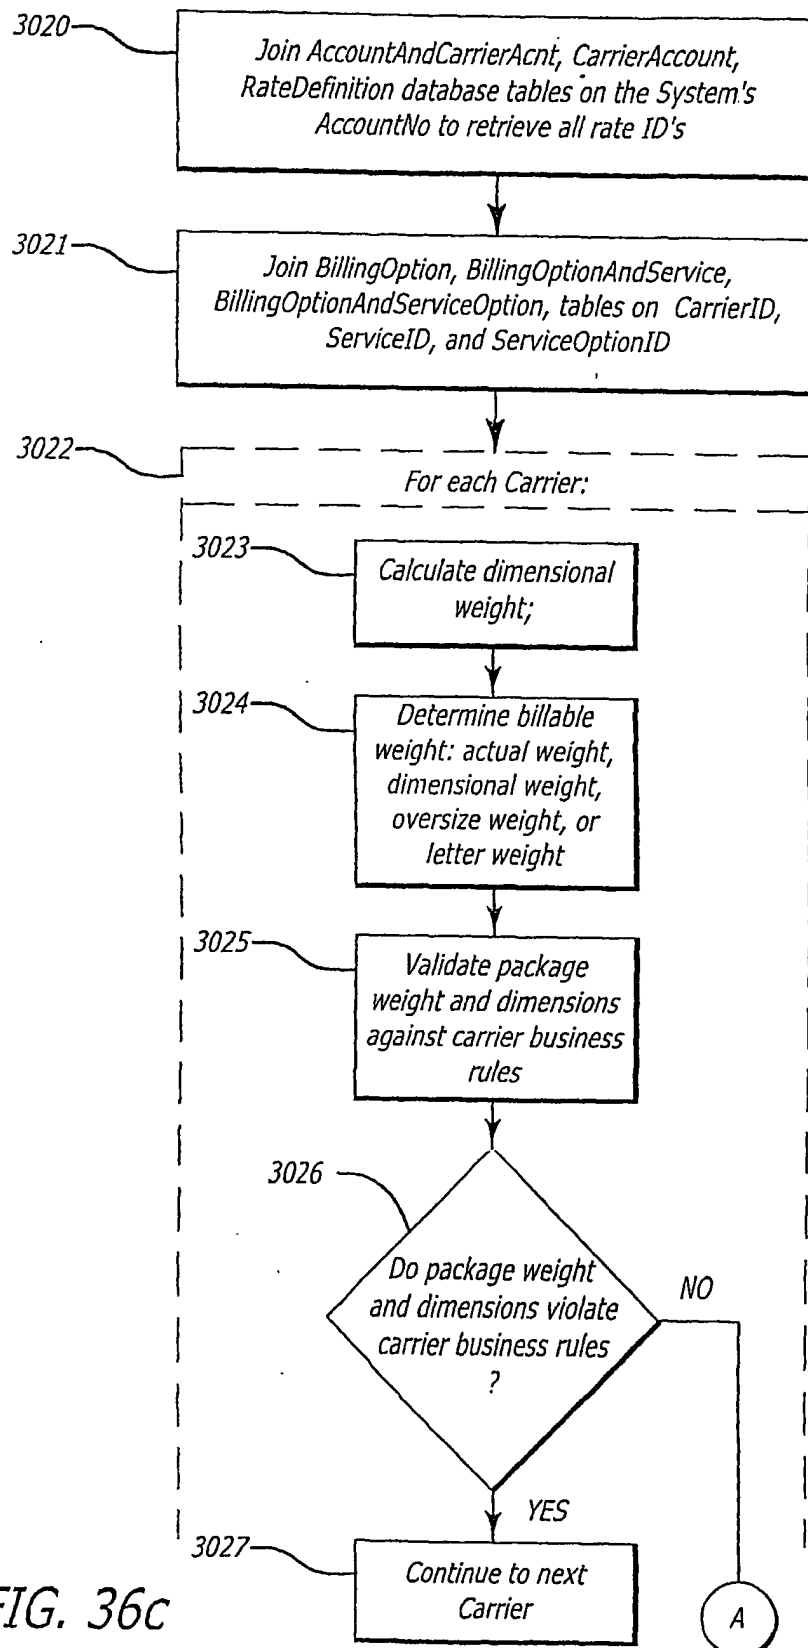 3020
Join AccountAndCarrierAcnt, CarrierAccount,
RateDefinition database tables on the System's
AccountNo to retrieve all rate ID's
3021
Join BillingOption, BillingOptionAndService,
BillingOptionAndServiceOption, tables on CarrierID,
ServiceID, and ServiceOptionID
3022
For each Carrier:
3023
Calculate dimensional
weight;
3024
Determine billable
weight: actual weight,
dimensional weight,
oversize weight, or
letter weight
3025
Validate package
weight and dimensions
against carrier business
rules
3026
Do package weight
and dimensions violate
carrier business rules
?
NO
YES
3027
Continue to next
Carrier
A
FIG. 36c